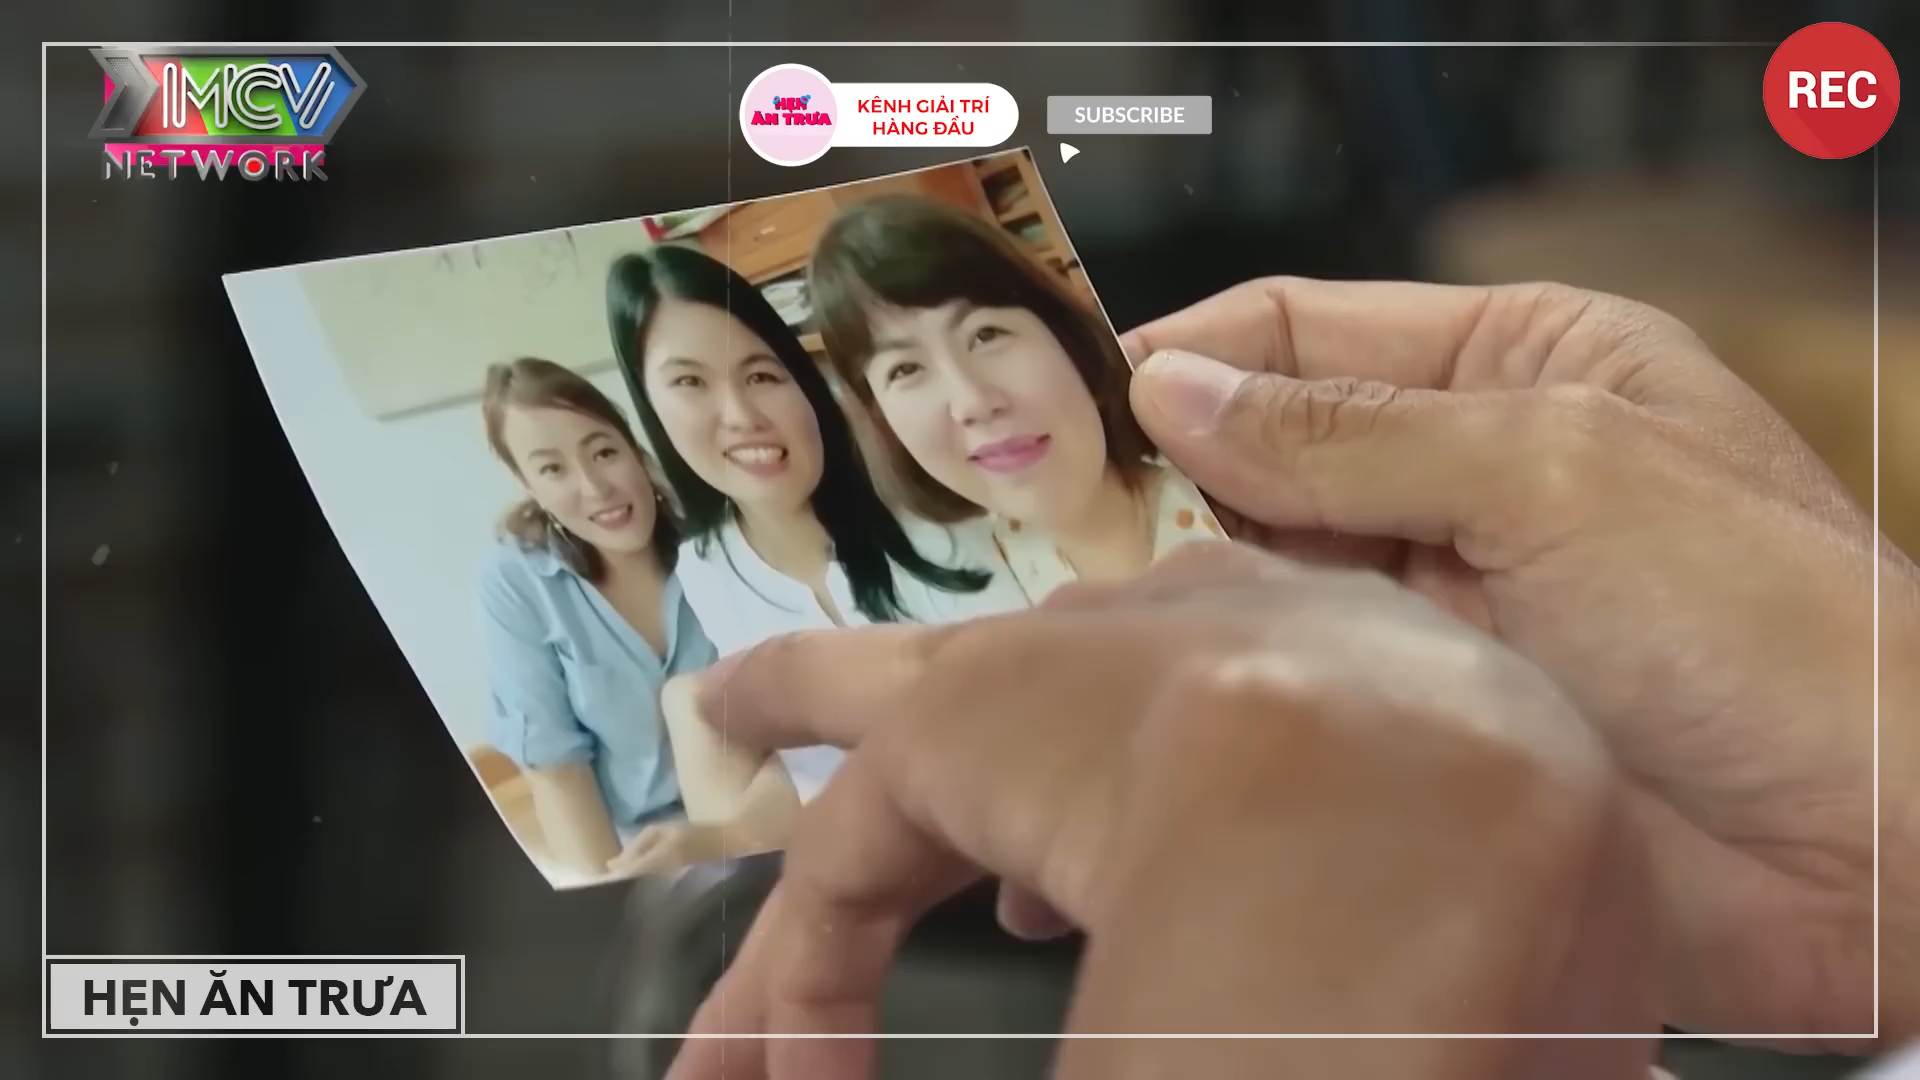 MCV
NETWORK
HẸN
ĂN TRƯA
KÊNH GIẢI TRÍ
HÀNG ĐẦU
SUBSCRIBE
REC
HẸN ĂN TRƯA